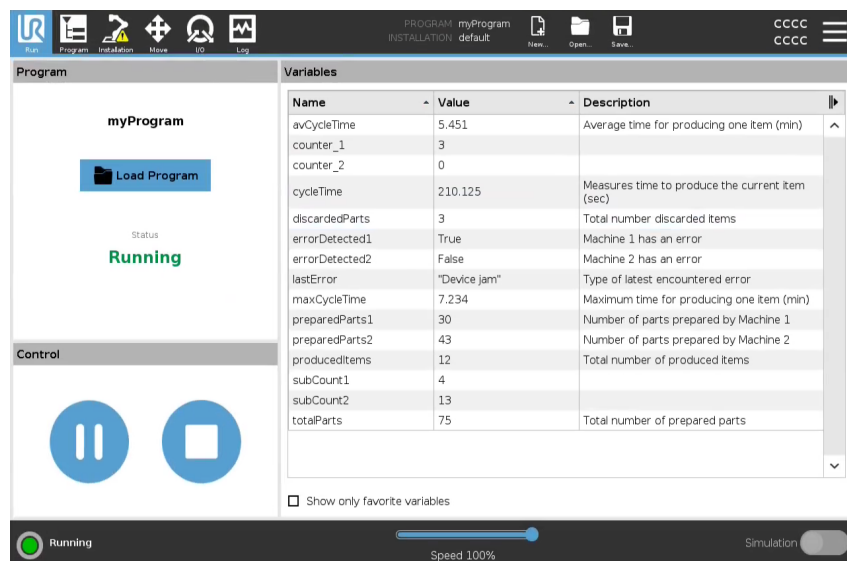 UR
PROGRAM myProgram
INSTALLATION default
cccc
cccc
Run Program Installation Move I/O Log New... Open... Save...
Program
myProgram
Load Program
Status
Running
Control
Variables
Name Value Description
avCycleTime 5.451 Average time for producing one item (min)
counter_1 3
counter_2 0
cycleTime 210.125 Measures time to produce the current item
(sec)
discardedParts 3 Total number discarded items
errorDetected1 True Machine 1 has an error
errorDetected2 False Machine 2 has an error
lastError "Device jam" Type of latest encountered error
maxCycleTime 7.234 Maximum time for producing one item (min)
preparedParts1 30 Number of parts prepared by Machine 1
preparedParts2 43 Number of parts prepared by Machine 2
producedItems 12 Total number of produced items
subCount1 4
subCount2 13
totalParts 75 Total number of prepared parts
Show only favorite variables
Running
Speed 100%
Simulation